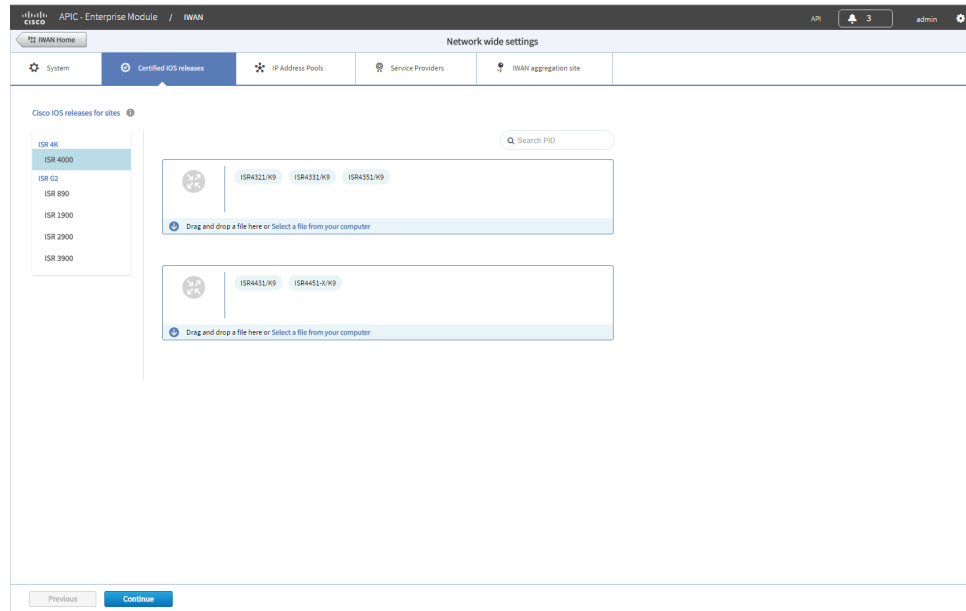 CISCO APIC - Enterprise Module / IWAN API 3 admin
IWAN Home Network wide settings
System Certified IOS releases IP Address Pools Service Providers IWAN aggregation site
Cisco IOS releases for sites
Search PID
ISR 4K
ISR 4000
ISR G2
ISR 890
ISR 1900
ISR 2900
ISR 3900
ISR4321/K9 ISR4331/K9 ISR4351/K9
Drag and drop a file here or Select a file from your computer
ISR4431/K9 ISR4451-X/K9
Drag and drop a file here or Select a file from your computer
Previous Continue